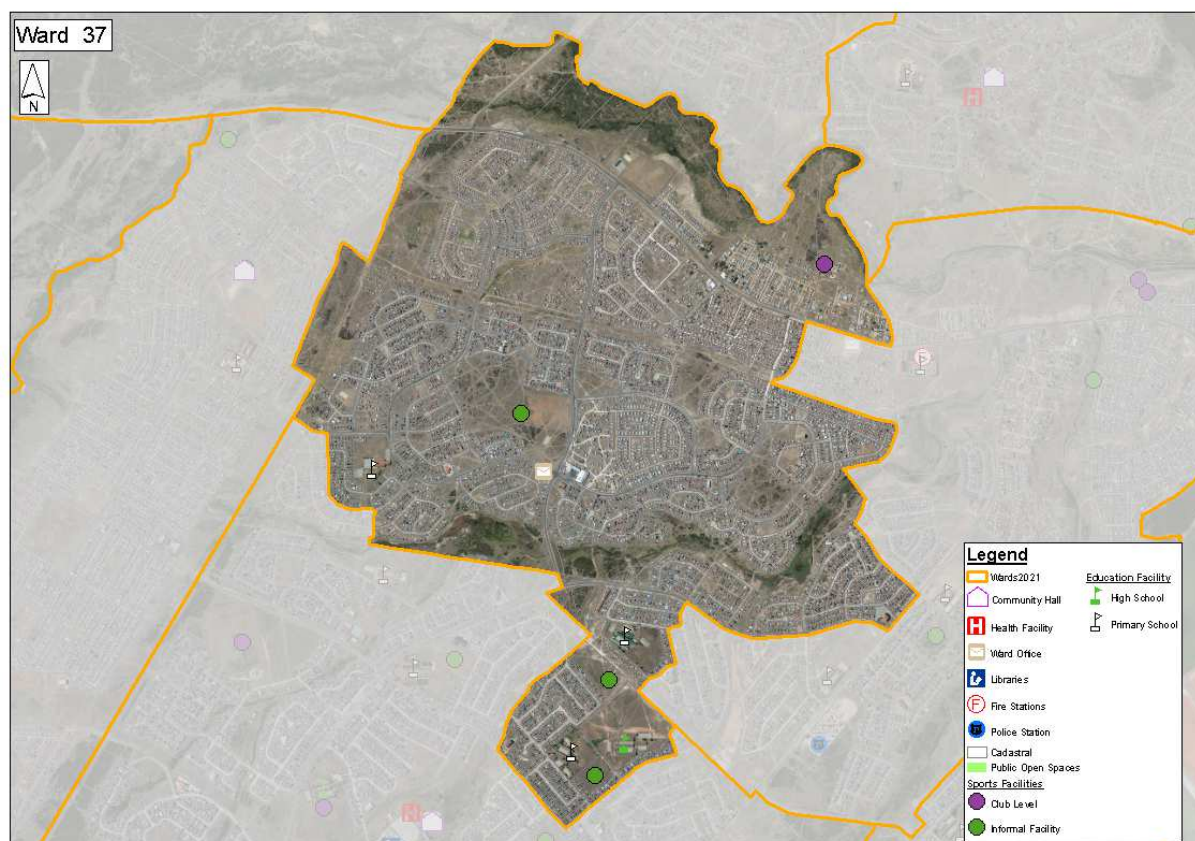 Ward 37
N
Legend
Wards2021
Community Hall
Health Facility
Ward Office
Libraries
Fire Stations
Police Station
Cadastral
Public Open Spaces
Sports Facilities
Club Level
Informal Facility
Education Facility
High School
Primary School